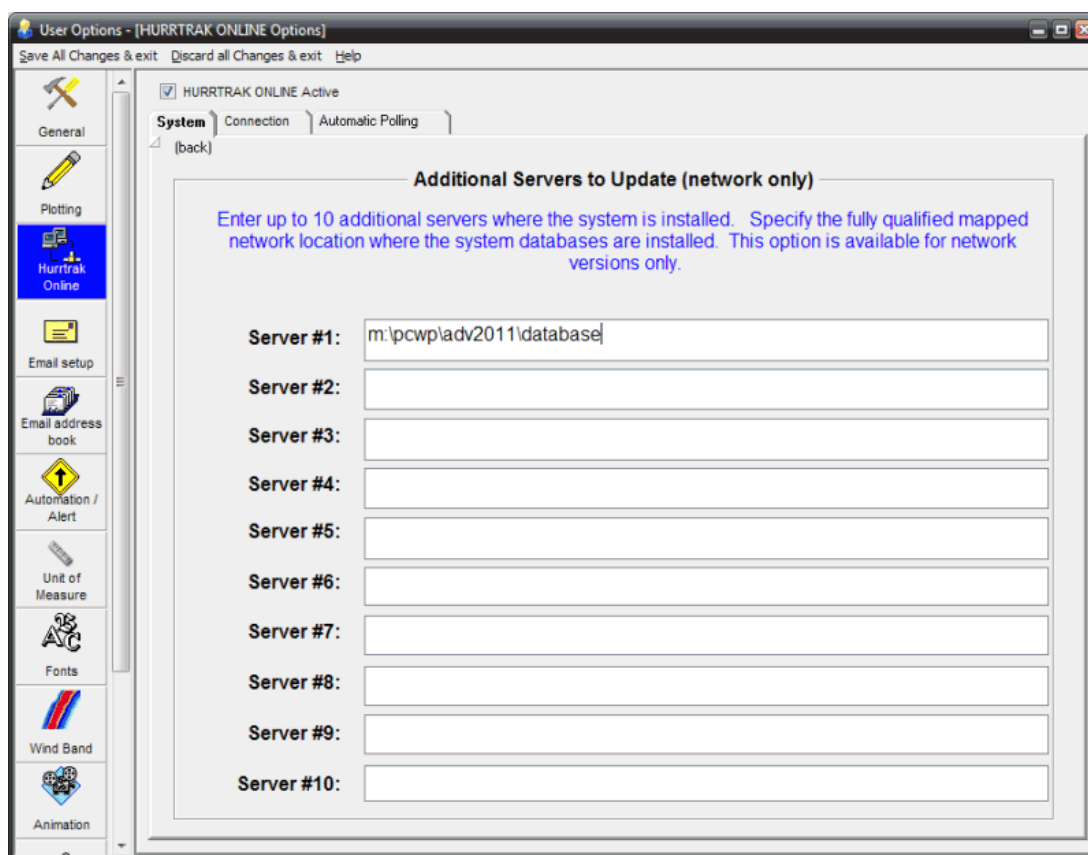 User Options - [HURRTRAK ONLINE Options]
Save All Changes & exit Discard all Changes & exit Help
General
Plotting
Hurrtrak
Online
Email setup
Email address
book
Automation /
Alert
Unit of
Measure
Fonts
Wind Band
Animation
HURRTRAK ONLINE Active
System Connection Automatic Polling
(back)
Additional Servers to Update (network only)
Enter up to 10 additional servers where the system is installed. Specify the fully qualified mapped
network location where the system databases are installed. This option is available for network
versions only.
Server #1: m:\pcwp\adv2011\database
Server #2:
Server #3:
Server #4:
Server #5:
Server #6:
Server #7:
Server #8:
Server #9:
Server #10: